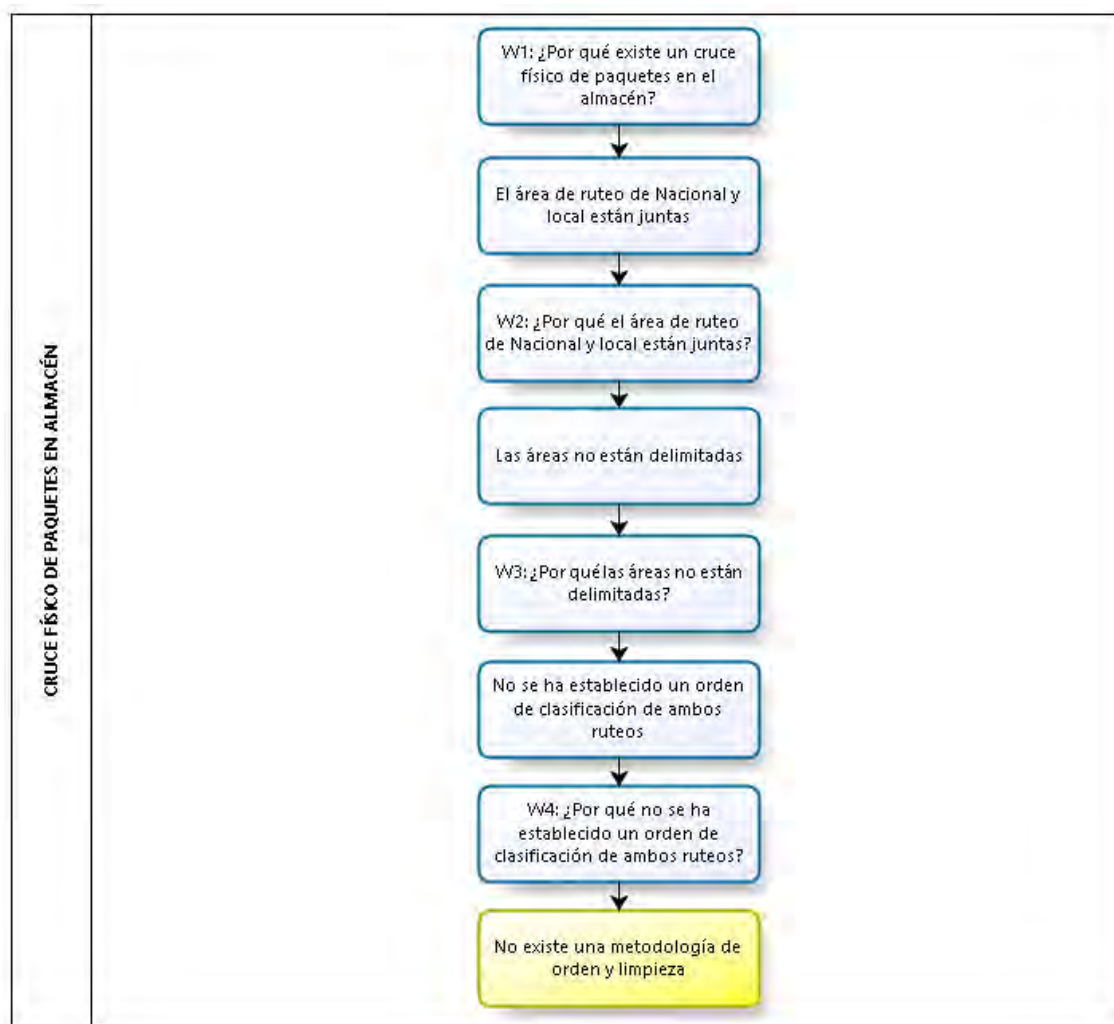 CRUCE FÍSICO DE PAQUETES EN ALMACÉN
W1: ¿Por qué existe un cruce
físico de paquetes en el
almacén?
El área de ruteo de Nacional y
local están juntas
W2: ¿Por qué el área de ruteo
de Nacional y local están juntas?
Las áreas no están delimitadas
W3: ¿Por quélas áreas no están
delimitadas?
No se ha establecido un orden
de clasificación de ambos
ruteos
W4: ¿Por qué no se ha
establecido un orden de
clasificación de ambos ruteos?
No existe una metodología de
orden y limpieza